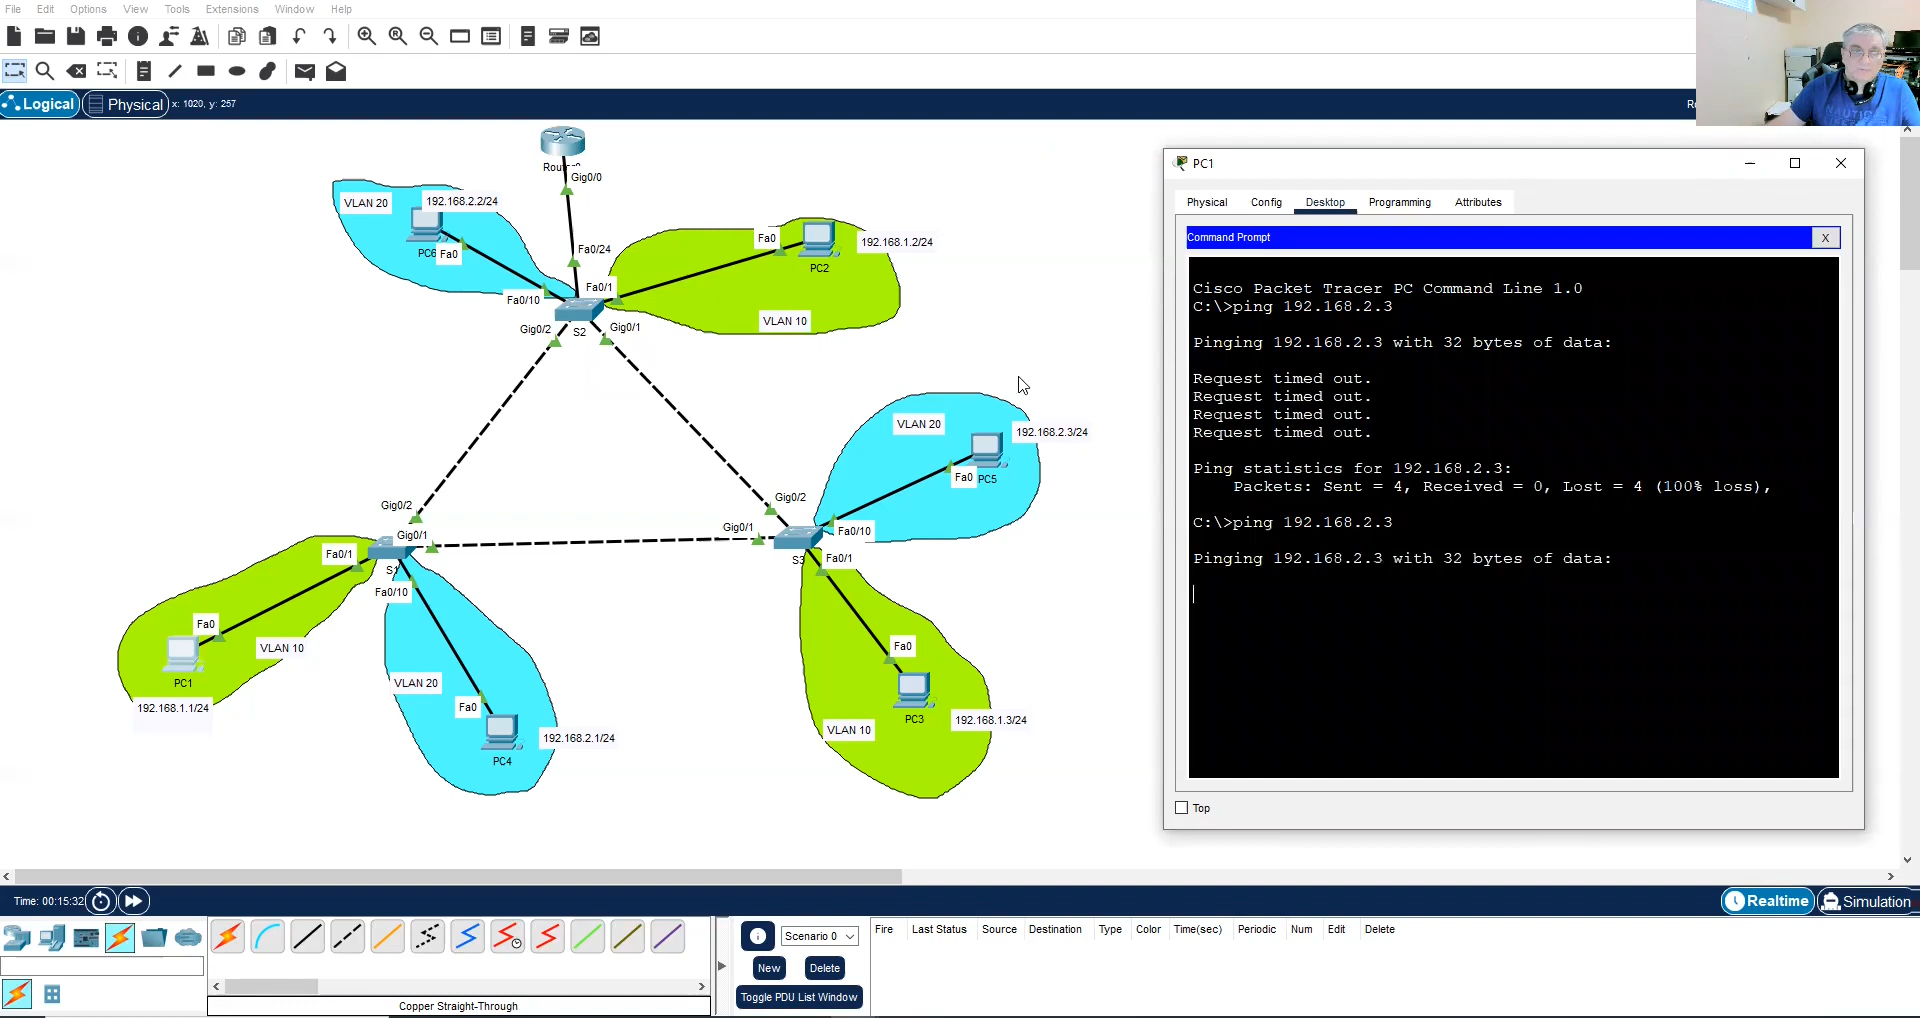 File Edit Options View Tools Extensions Window Help
Logical Physical x: 1020, y: 257
Gig0/0
VLAN 20
192.168.2.2/24
PC6
Fa0
Fa0/24
Fa0
PC2
192.168.1.2/24
Fa0/10
Fa0/1
VLAN 10
Gig0/2
S2
Gig0/1
VLAN 20
192.168.2.3/24
Fa0
PC5
Gig0/2
Gig0/1
Fa0/10
S3
Fa0/1
Gig0/2
Gig0/1
Fa0/1
S1
Fa0/10
Fa0
VLAN 10
PC1
192.168.1.1/24
VLAN 20
Fa0
PC4
192.168.2.1/24
Fa0
PC3
192.168.1.3/24
VLAN 10
PC1
Physical Config Desktop Programming Attributes
Command Prompt X
Cisco Packet Tracer PC Command Line 1.0
C:\>ping 192.168.2.3
Pinging 192.168.2.3 with 32 bytes of data:
Request timed out.
Request timed out.
Request timed out.
Request timed out.
Ping statistics for 192.168.2.3:
Packets: Sent = 4, Received = 0, Lost = 4 (100% loss),
C:\>ping 192.168.2.3
Pinging 192.168.2.3 with 32 bytes of data:
Top
Time: 00:15:32
Realtime Simulation
Scenario 0
New Delete
Toggle PDU List Window
Fire Last Status Source Destination Type Color Time(sec) Periodic Num Edit Delete
Copper Straight-Through